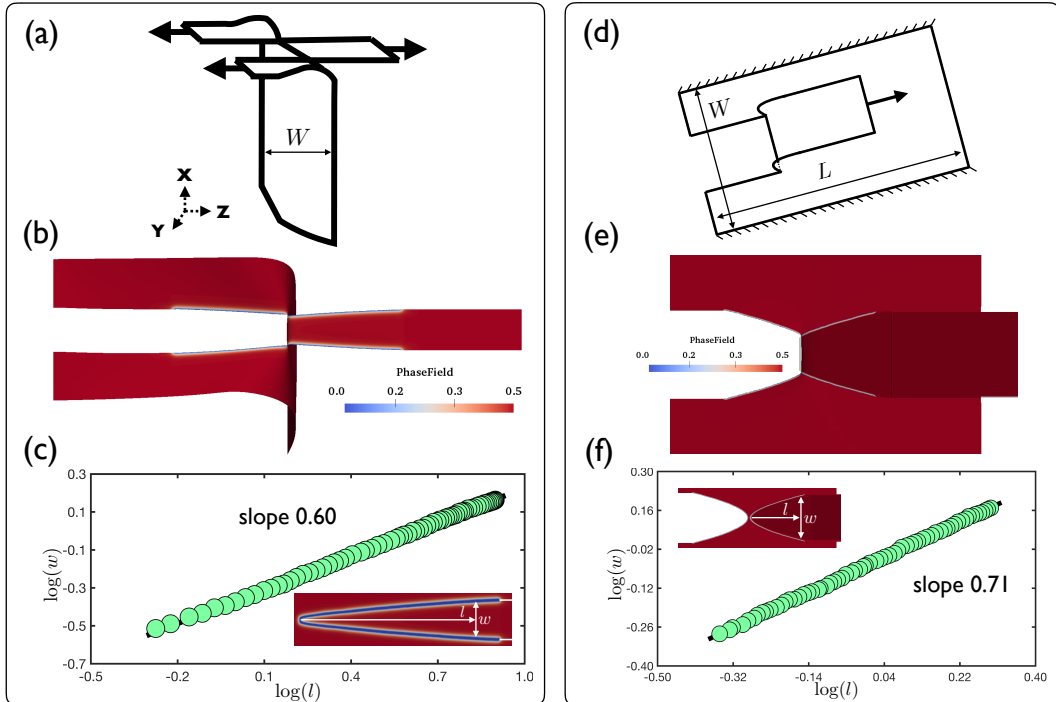 (a)
W
X
Y
Z
(b)
PhaseField
0.0 0.2 0.3 0.5
(c)
0.3
0.1
-0.1
-0.3
-0.5
-0.7
log(w)
slope 0.60
l
w
-0.5 -0.2 0.1 0.4 0.7 1.0
log(l)
(d)
W
L
(e)
PhaseField
0.0 0.2 0.3 0.5
(f)
0.30
0.16
-0.02
-0.12
-0.26
-0.40
log(w)
l
w
slope 0.71
-0.50 -0.32 -0.14 0.04 0.22 0.40
log(l)